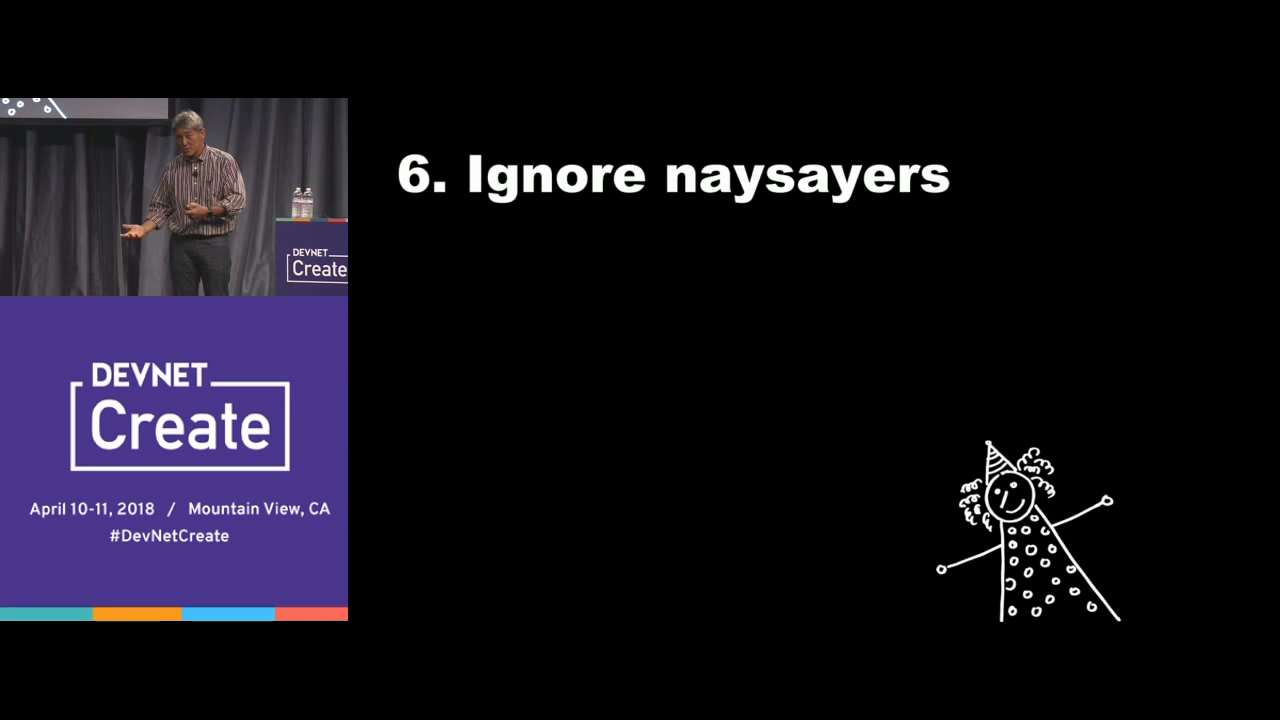 6. Ignore naysayers
DEVNET
Create
DEVNET
Create
April 10-11, 2018 / Mountain View, CA
#DevNetCreate